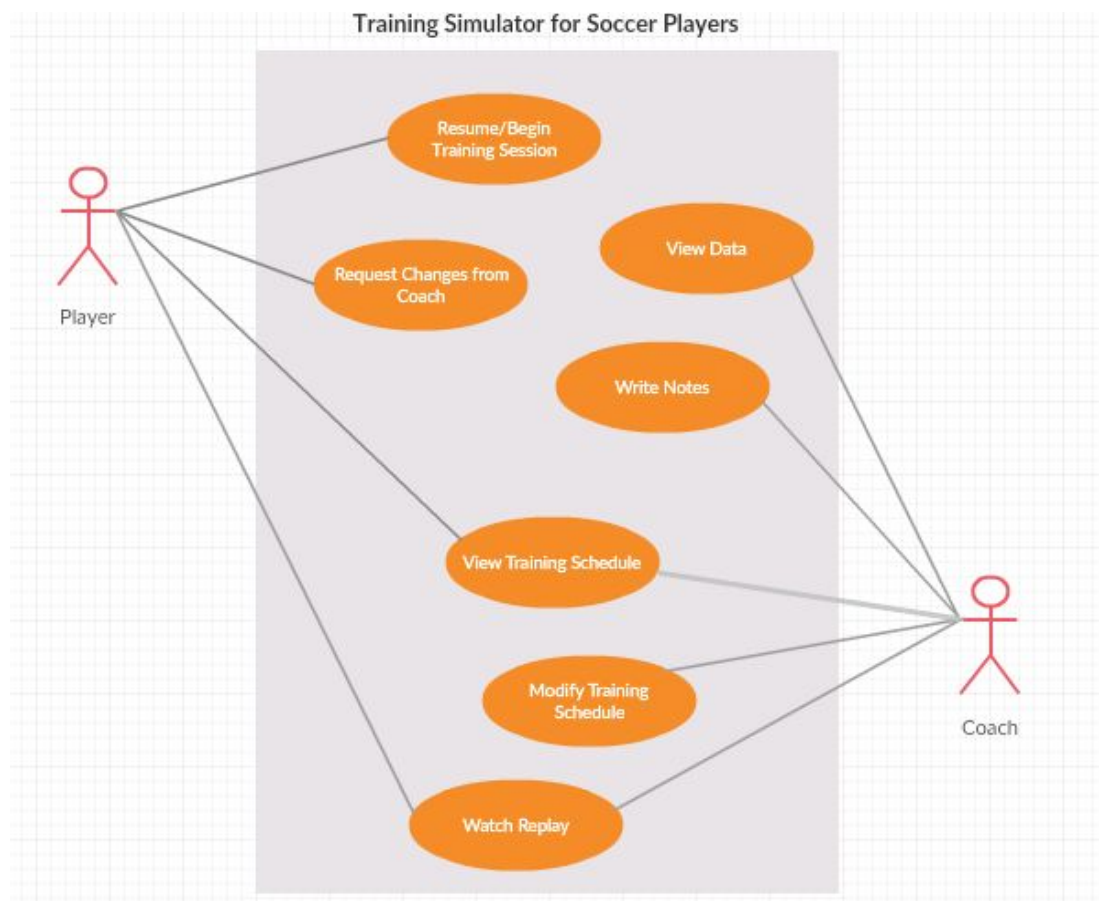 Training Simulator for Soccer Players
Resume/Begin
Training Session
View Data
Request Changes from
Coach
Player
Write Notes
View Training Schedule
Modify Training
Schedule
Coach
Watch Replay